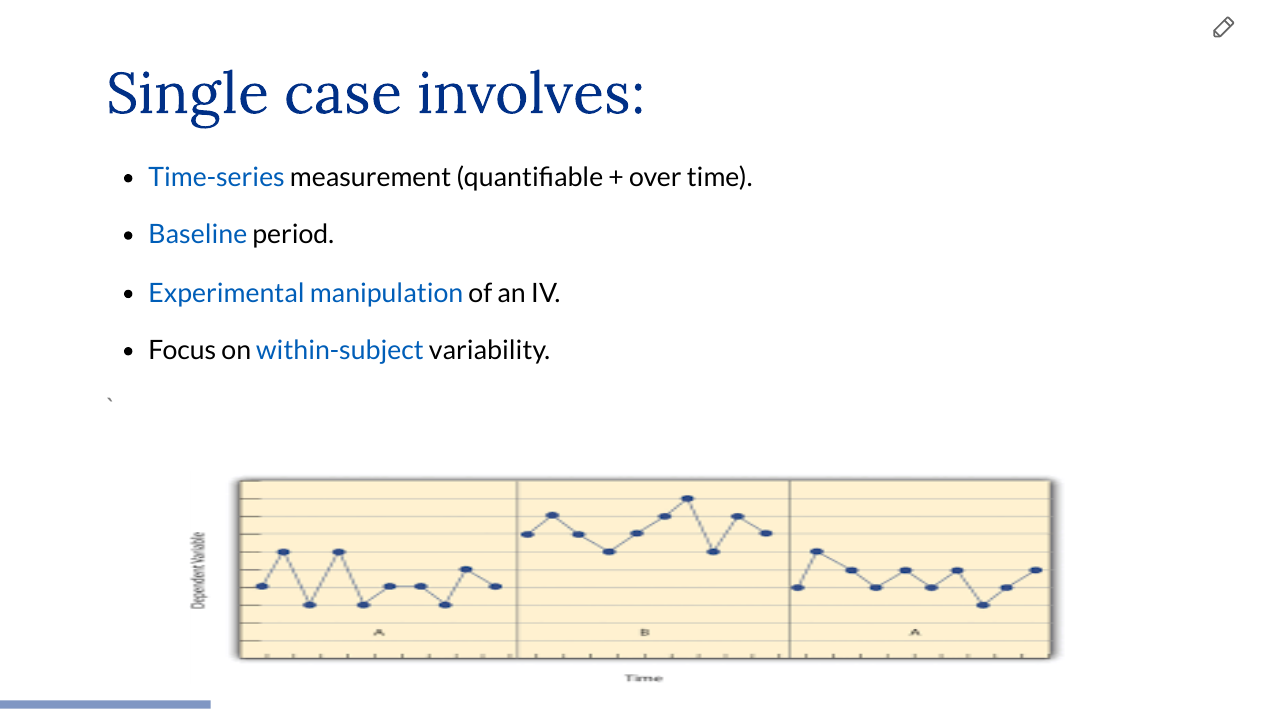 Single case involves:
• Time-series measurement (quantifiable + over time).
• Baseline period.
• Experimental manipulation of an IV.
• Focus on within-subject variability.
`
Dependent Variable
A
B
A
Time